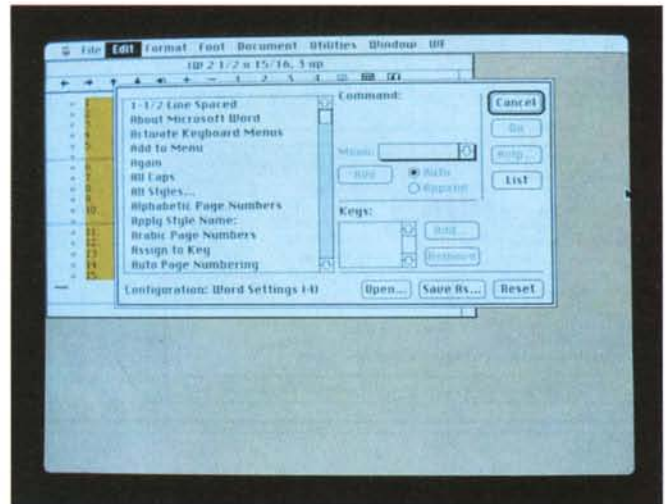 File Edit Format Font Document Utilities Window WF
1-1/2 Line Spaced
About Microsoft Word
Activate Keyboard Menus
Add to Menu
Again
All Caps
All Styles...
Alphabetic Page Numbers
Apply Style Name:
Arabic Page Numbers
Assign to Key
Auto Page Numbering
Command:
Menu:
Add
Auto
Append
Keys:
Add...
Remove
Cancel
Do
Help...
List
Configuration: Word Settings (4)
Open... Save As... Reset